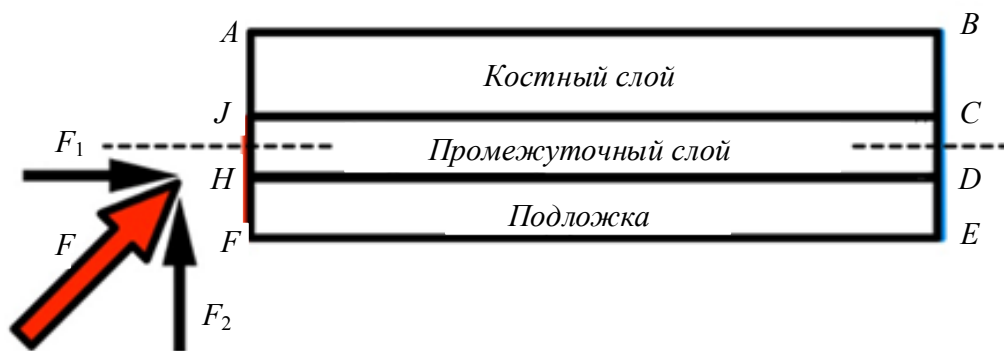 A B
Костный слой
J C
F1
Промежуточный слой
H D
Подложка
F F E
F2